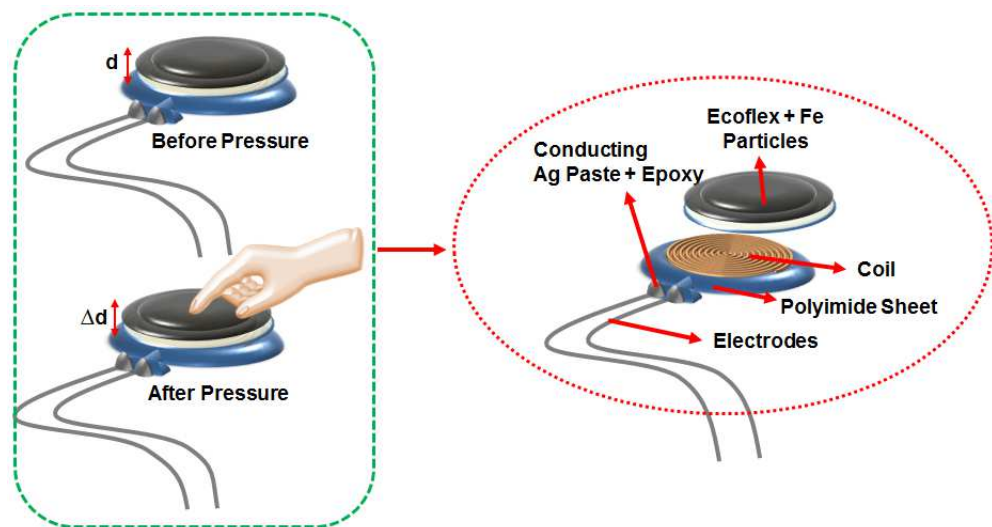 d
Before Pressure
Δd
After Pressure
Ecoflex + Fe
Particles
Conducting
Ag Paste + Epoxy
Coil
Polyimide Sheet
Electrodes